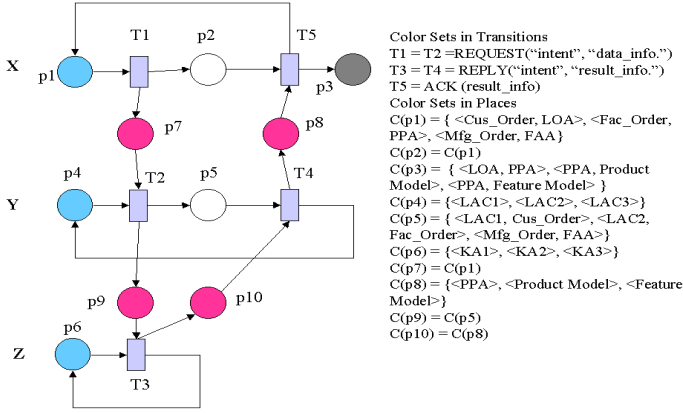 T1
p2
T5
X
p1
p3
p7
p8
p4
T2
p5
T4
Y
p9
p10
p6
Z
T3
Color Sets in Transitions
T1 = T2 =REQUEST(“intent”, “data_info.”)
T3 = T4 = REPLY(“intent”, “result_info.”)
T5 = ACK (result_info)
Color Sets in Places
C(p1) = { <Cus_Order, LOA>, <Fac_Order,
PPA>, <Mfg_Order, FAA}
C(p2) = C(p1)
C(p3) =  { <LOA, PPA>, <PPA, Product
Model>, <PPA, Feature Model> }
C(p4) = {<LAC1>, <LAC2>, <LAC3>}
C(p5) = { <LAC1, Cus_Order>, <LAC2,
Fac_Order>, <Mfg_Order, FAA>}
C(p6) = {<KA1>, <KA2>, <KA3>}
C(p7) = C(p1)
C(p8) = {<PPA>, <Product Model>, <Feature
Model>}
C(p9) = C(p5)
C(p10) = C(p8)